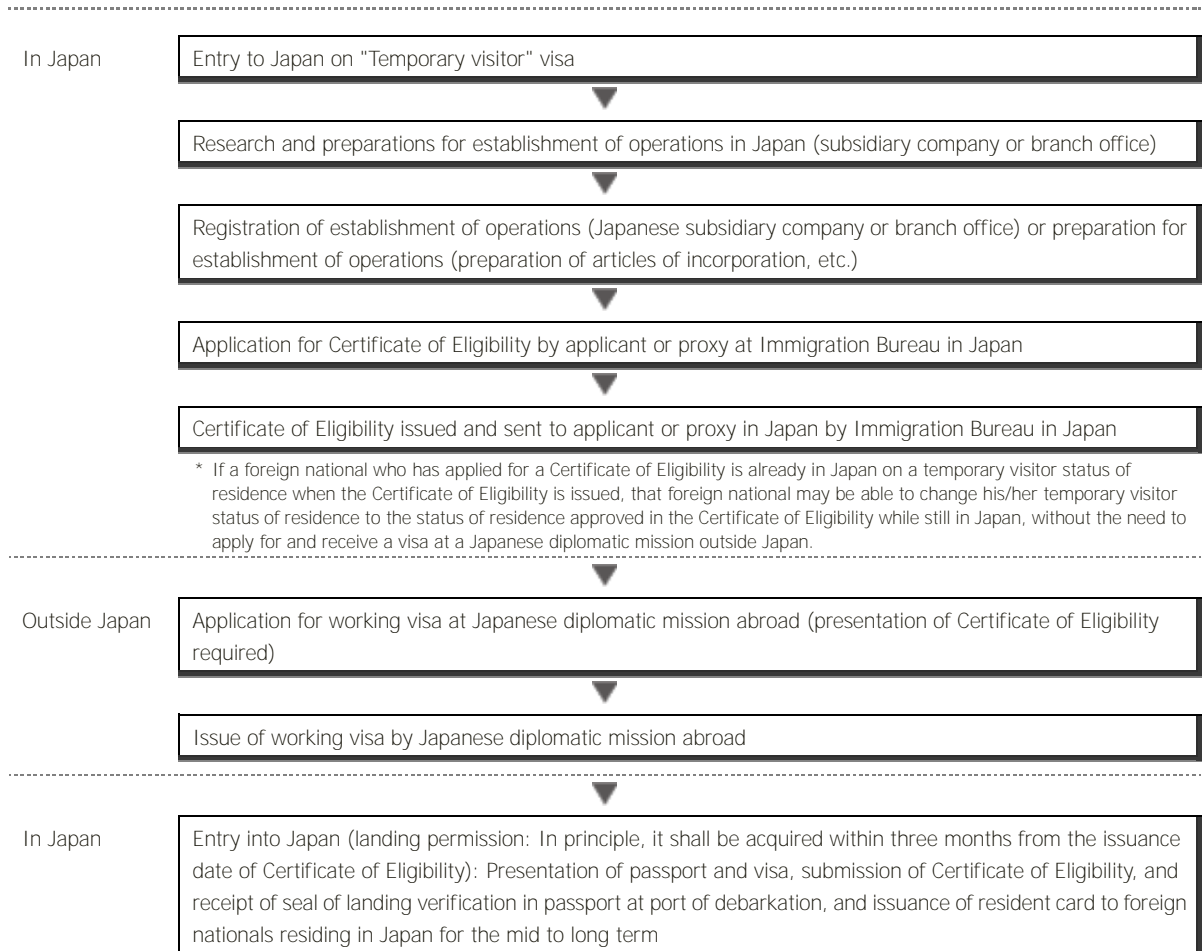 In Japan
Entry to Japan on "Temporary visitor" visa
Research and preparations for establishment of operations in Japan (subsidiary company or branch office)
Registration of establishment of operations (Japanese subsidiary company or branch office) or preparation for
establishment of operations (preparation of articles of incorporation, etc.)
Application for Certificate of Eligibility by applicant or proxy at Immigration Bureau in Japan
Certificate of Eligibility issued and sent to applicant or proxy in Japan by Immigration Bureau in Japan
* If a foreign national who has applied for a Certificate of Eligibility is already in Japan on a temporary visitor status of
residence when the Certificate of Eligibility is issued, that foreign national may be able to change his/her temporary visitor
status of residence to the status of residence approved in the Certificate of Eligibility while still in Japan, without the need to
apply for and receive a visa at a Japanese diplomatic mission outside Japan.
Outside Japan
Application for working visa at Japanese diplomatic mission abroad (presentation of Certificate of Eligibility
required)
Issue of working visa by Japanese diplomatic mission abroad
In Japan
Entry into Japan (landing permission: In principle, it shall be acquired within three months from the issuance
date of Certificate of Eligibility): Presentation of passport and visa, submission of Certificate of Eligibility, and
receipt of seal of landing verification in passport at port of debarkation, and issuance of resident card to foreign
nationals residing in Japan for the mid to long term